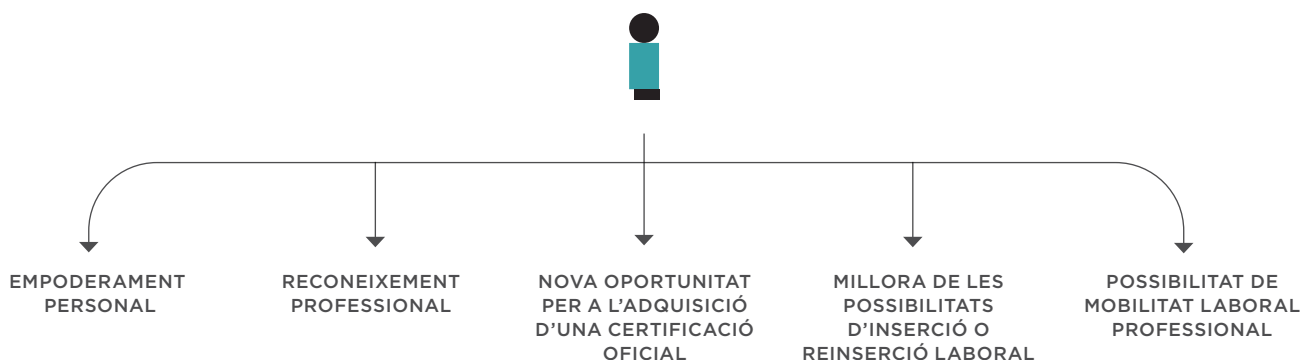 EMPODERAMENT
PERSONAL
RECONEIXEMENT
PROFESSIONAL
NOVA OPORTUNITAT
PER A L’ADQUISICIÓ
D’UNA CERTIFICACIÓ
OFICIAL
MILLORA DE LES
POSSIBILITATS
D’INSERCIÓ O
REINSERCIÓ LABORAL
POSSIBILITAT DE
MOBILITAT LABORAL
PROFESSIONAL